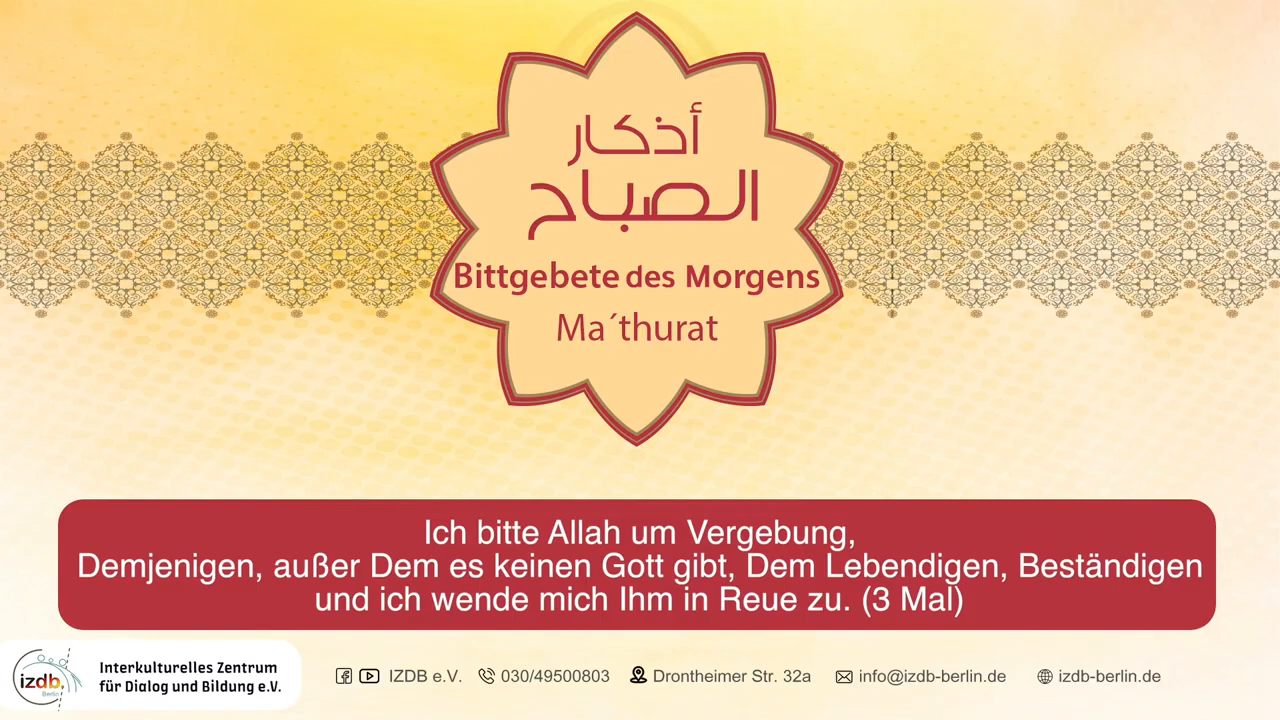 أذكار
الصباح
Bittgebete des Morgens
Ma´thurat
Ich bitte Allah um Vergebung,
Demjenigen, außer Dem es keinen Gott gibt, Dem Lebendigen, Beständigen
und ich wende mich Ihm in Reue zu. (3 Mal)
izdb.
Berlin
Interkulturelles Zentrum
für Dialog und Bildung e.V.
IZDB e.V. 030/49500803 Drontheimer Str. 32a info@izdb-berlin.de izdb-berlin.de